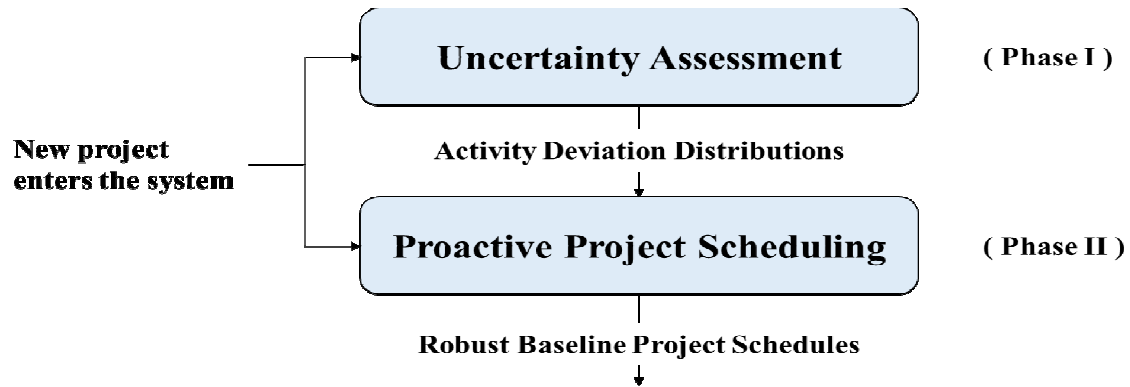 Uncertainty Assessment
( Phase I )
Activity Deviation Distributions
New project
enters the system
Proactive Project Scheduling
( Phase II )
Robust Baseline Project Schedules